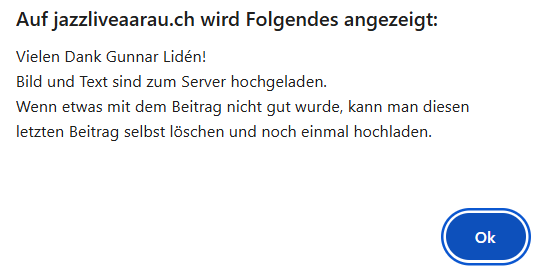 Auf jazzliveaarau.ch wird Folgendes angezeigt:
Vielen Dank Gunnar Lidén!
Bild und Text sind zum Server hochgeladen.
Wenn etwas mit dem Beitrag nicht gut wurde, kann man diesen
letzten Beitrag selbst löschen und noch einmal hochladen.
Ok